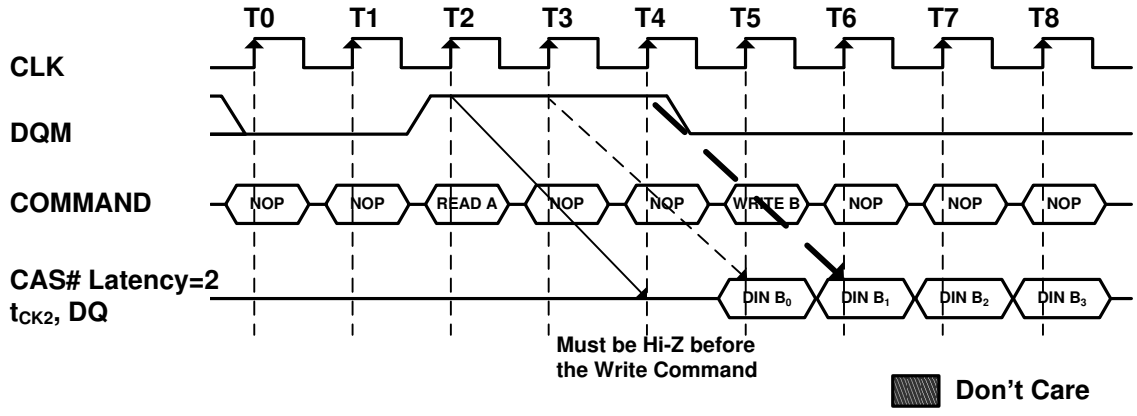 T0 T1 T2 T3 T4 T5 T6 T7 T8
CLK
DQM
COMMAND NOP NOP READ A NOP NOP WRITE B NOP NOP NOP
CAS# Latency=2
tCK2, DQ DIN B0 DIN B1 DIN B2 DIN B3
Must be Hi-Z before
the Write Command
Don't Care